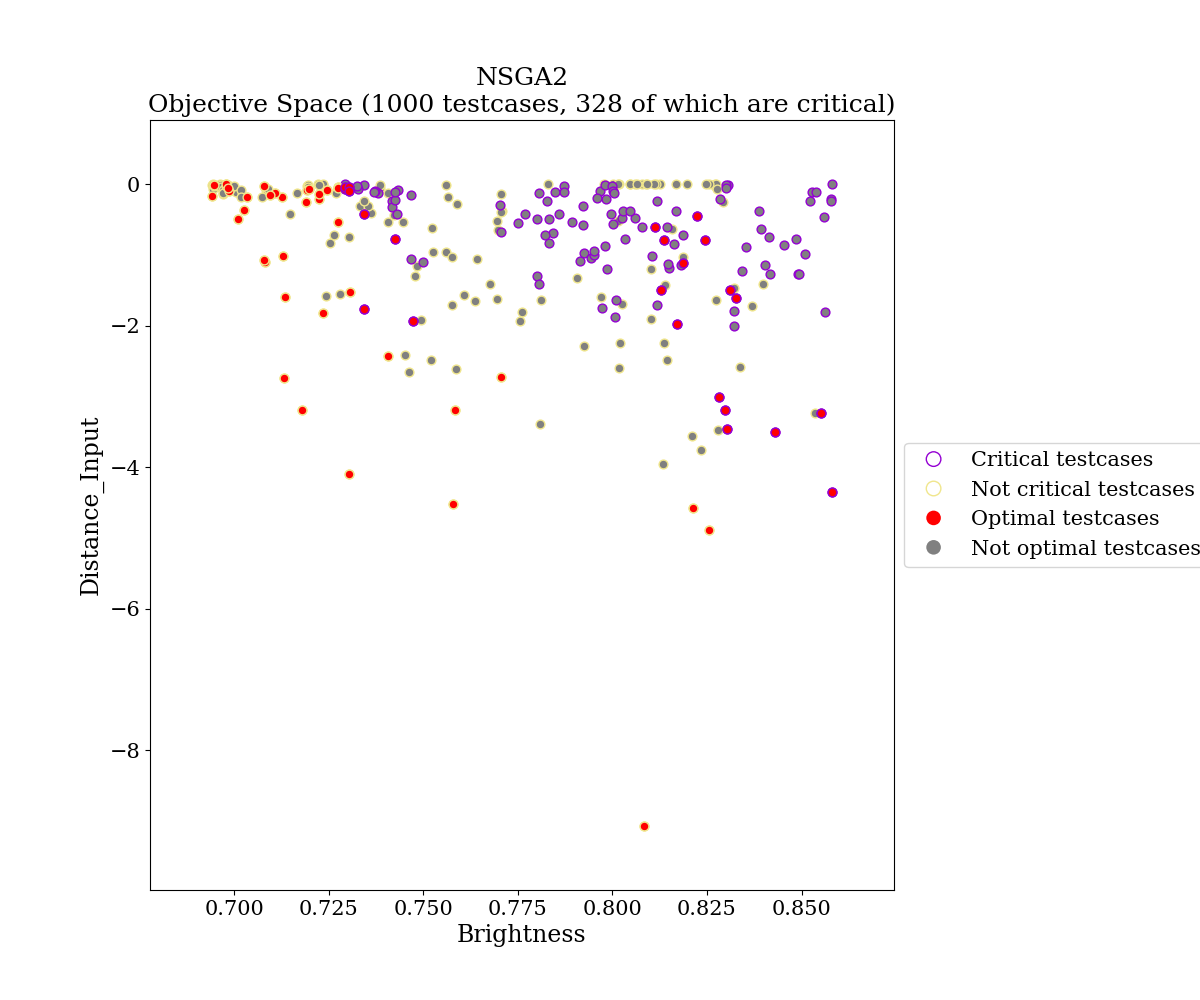 NSGA2
Objective Space (1000 testcases, 328 of which are critical)
0
−2
−4
−6
−8
Distance_Input
0.700 0.725 0.750 0.775 0.800 0.825 0.850
Brightness
Critical testcases
Not critical testcases
Optimal testcases
Not optimal testcases